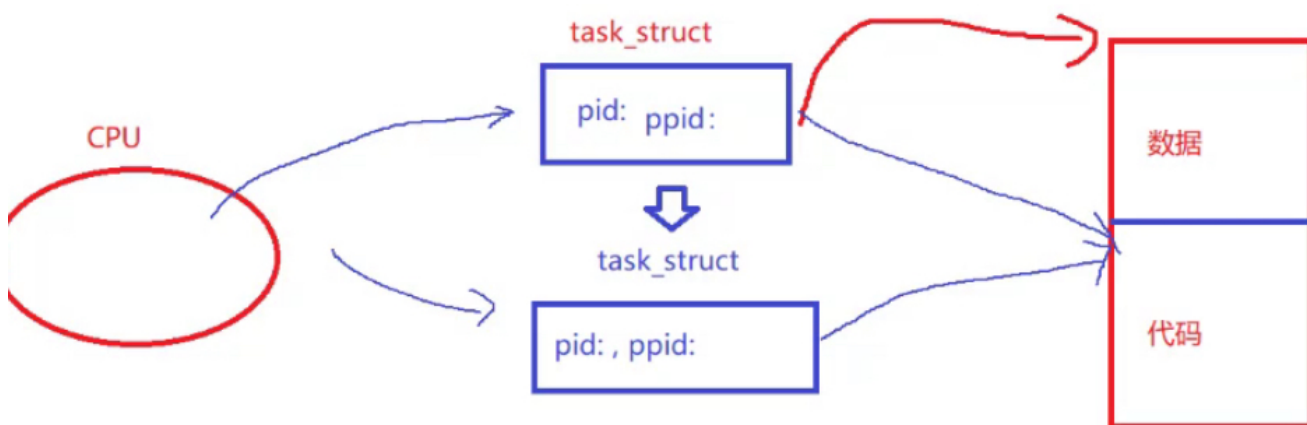 task_struct
pid: ppid:
CPU
数据
task_struct
pid: , ppid:
代码